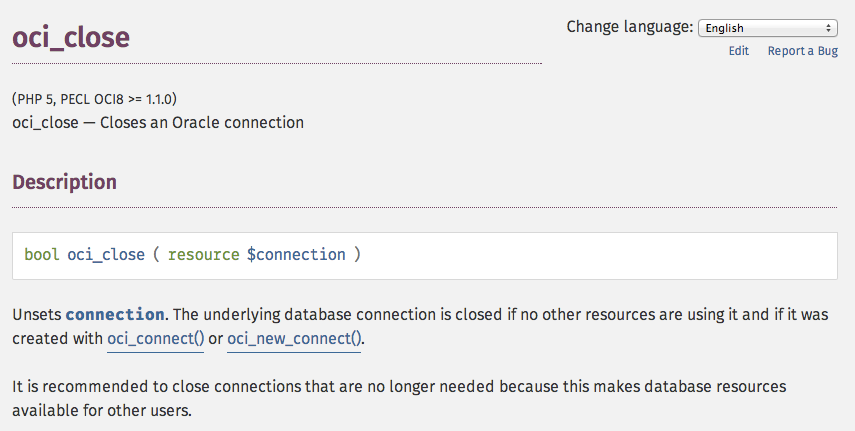 oci_close
Change language: English
Edit Report a Bug
(PHP 5, PECL OCI8 >= 1.1.0)
oci_close — Closes an Oracle connection
Description
bool oci_close ( resource $connection )
Unsets connection. The underlying database connection is closed if no other resources are using it and if it was
created with oci_connect() or oci_new_connect().
It is recommended to close connections that are no longer needed because this makes database resources
available for other users.